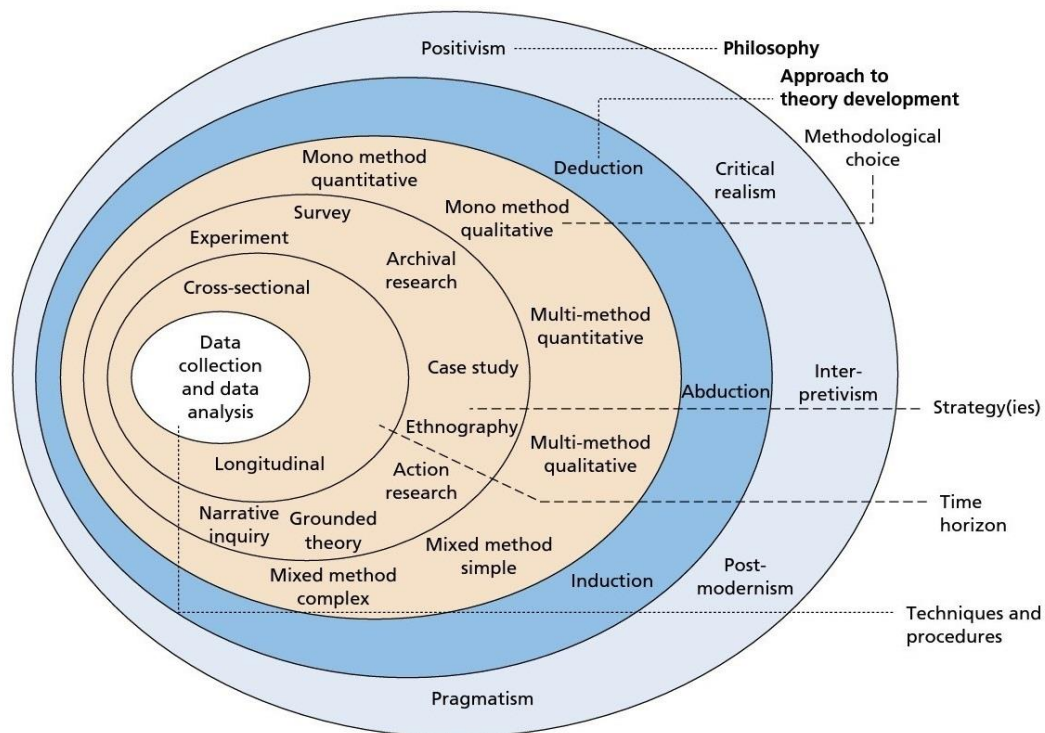 Positivism
Philosophy
Approach to
theory development
Methodological
choice
Mono method
quantitative
Deduction
Critical
realism
Survey
Mono method
qualitative
Experiment
Archival
research
Cross-sectional
Multi-method
quantitative
Data
collection
and data
analysis
Case study
Inter-
pretivism
Abduction
Strategy(ies)
Ethnography
Multi-method
qualitative
Longitudinal
Action
research
Time
horizon
Narrative
inquiry
Grounded
theory
Mixed method
simple
Mixed method
complex
Induction
Post-
modernism
Techniques and
procedures
Pragmatism